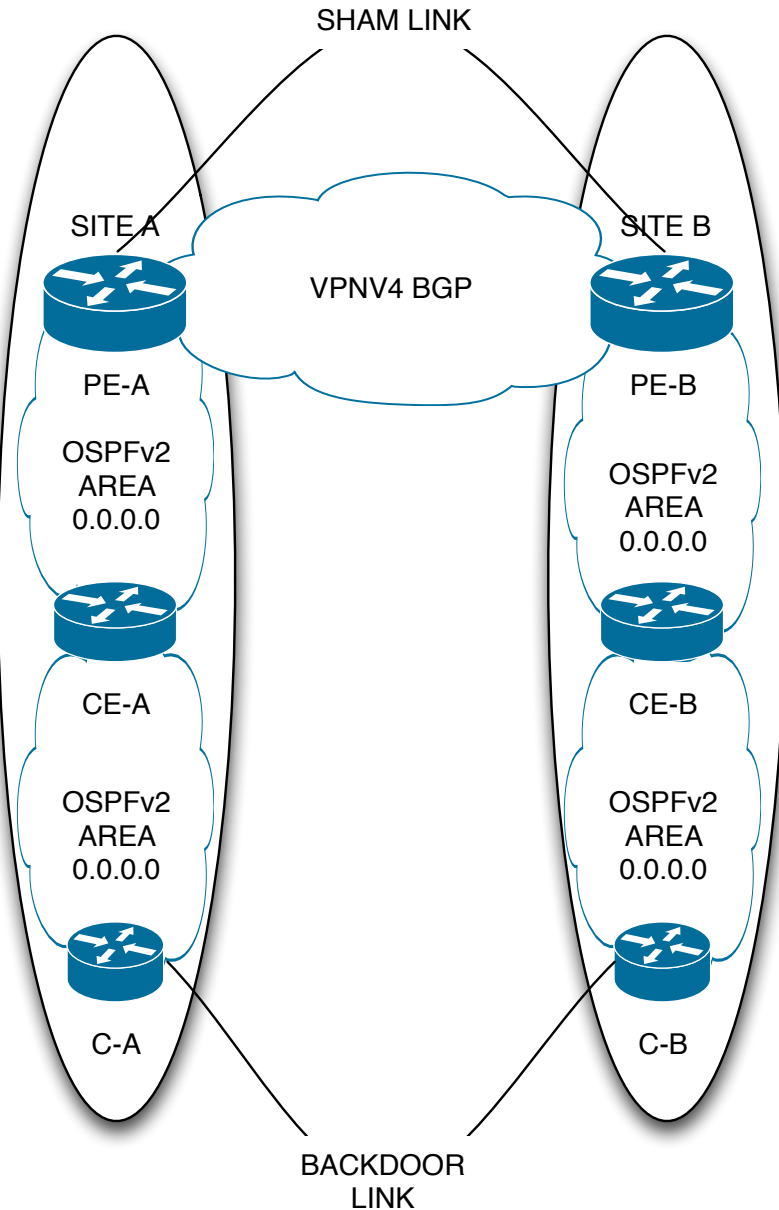 SHAM LINK
SITE A
SITE B
VPNV4 BGP
PE-A
PE-B
OSPFv2
AREA
0.0.0.0
OSPFv2
AREA
0.0.0.0
CE-A
CE-B
OSPFv2
AREA
0.0.0.0
OSPFv2
AREA
0.0.0.0
C-A
C-B
BACKDOOR
LINK